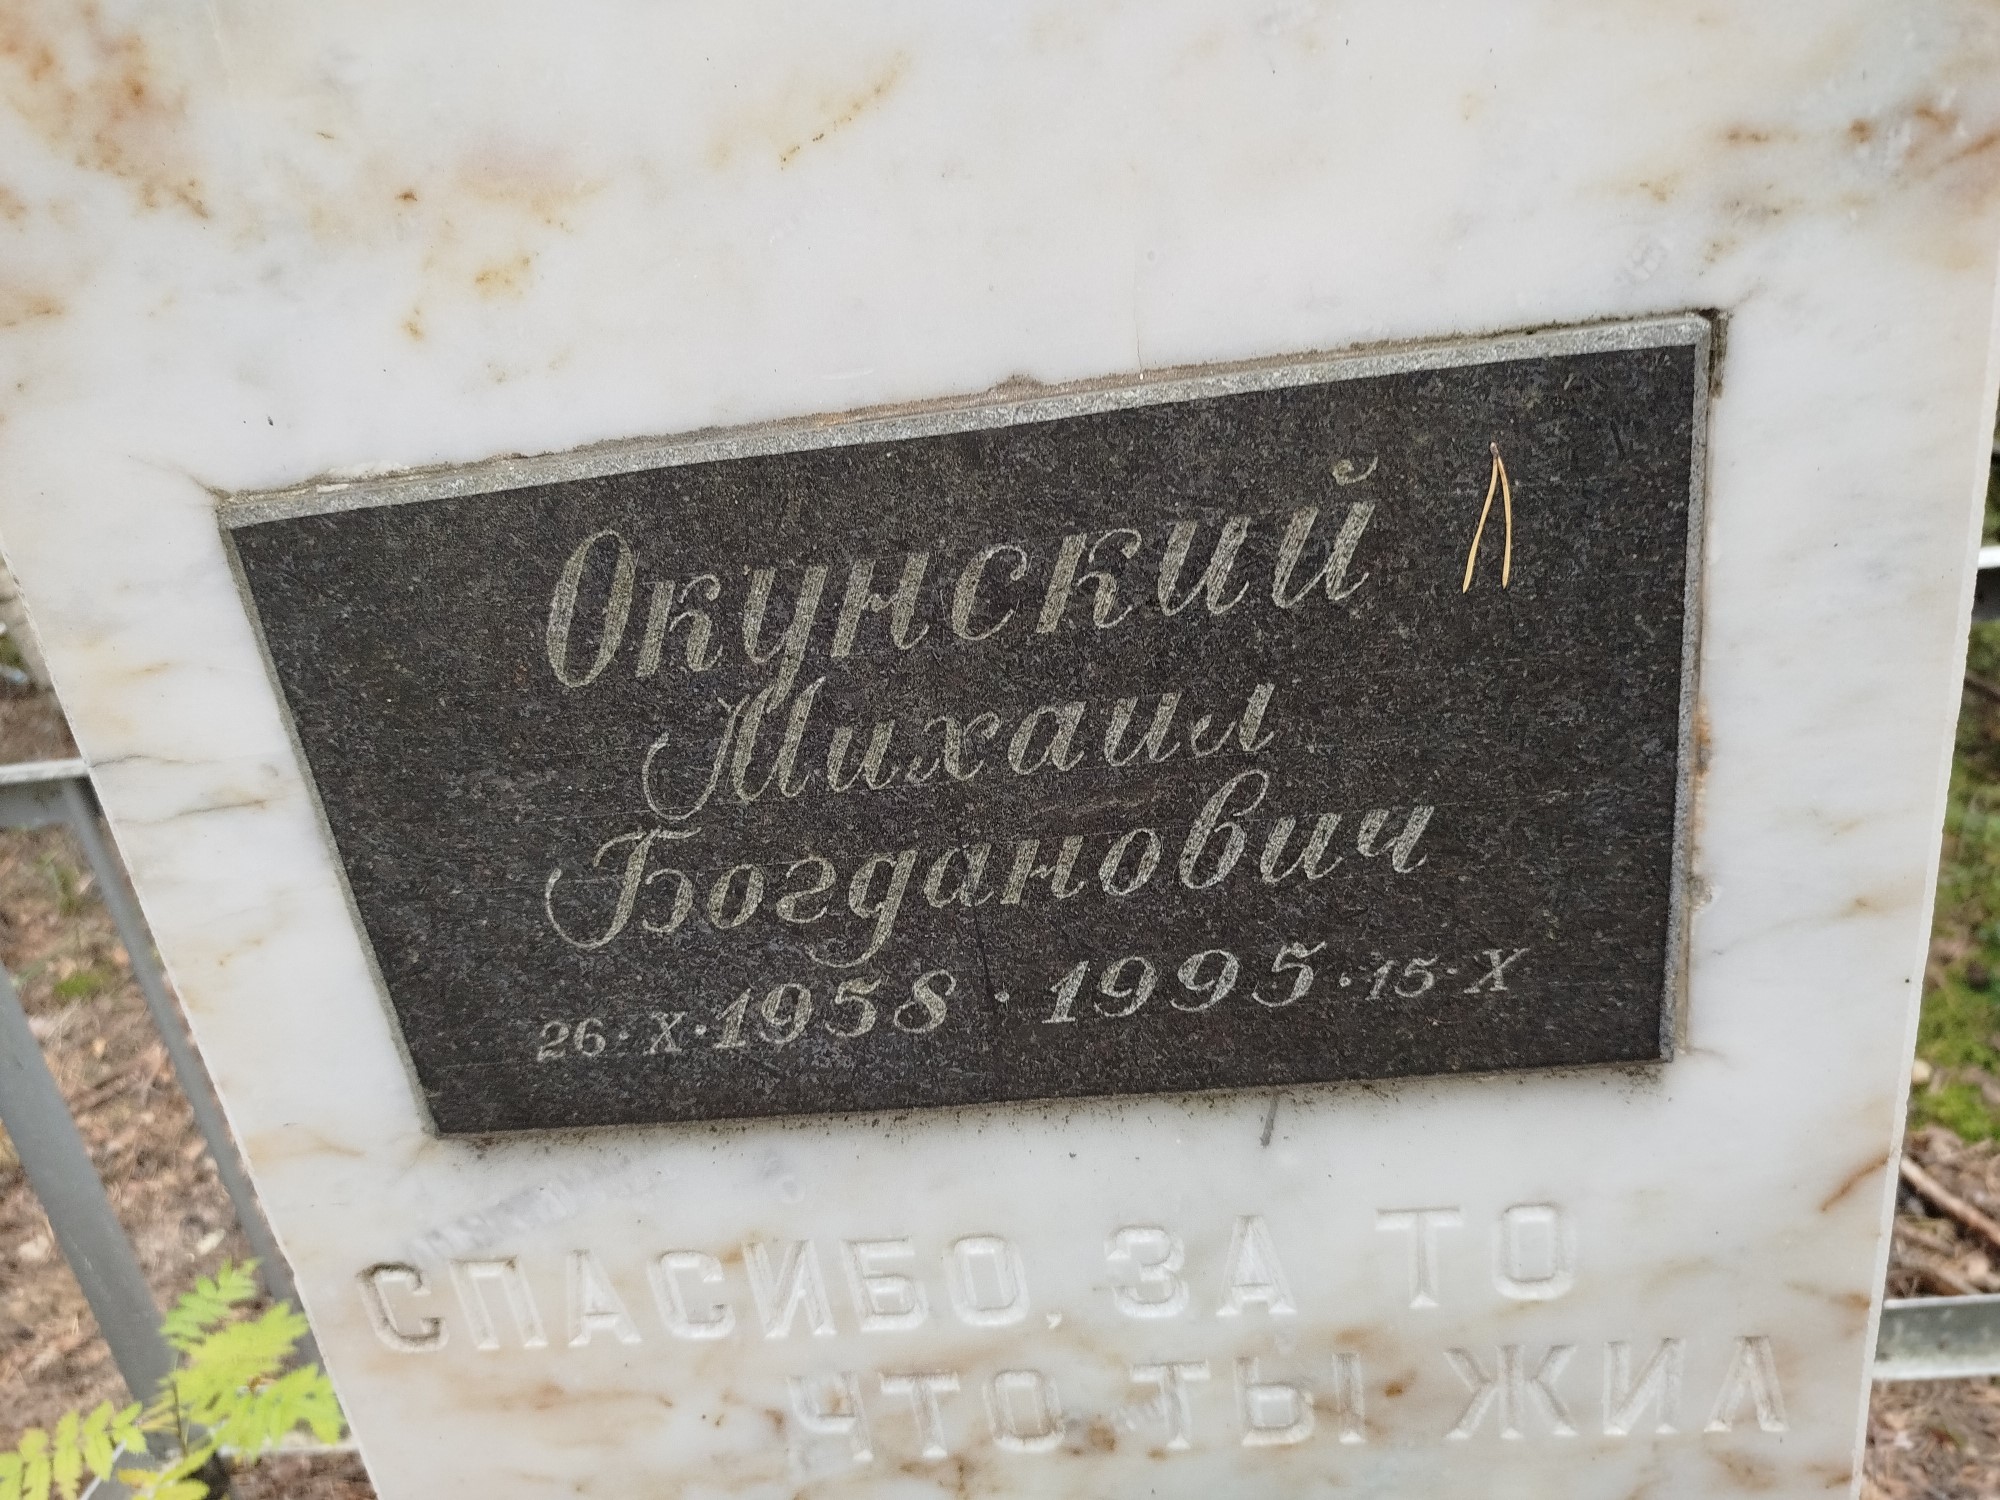 Окунский
Михаил
Богданович
26·X·1958·1995·15·X
СПАСИБО, ЗА ТО
ЧТО ТЫ ЖИЛ